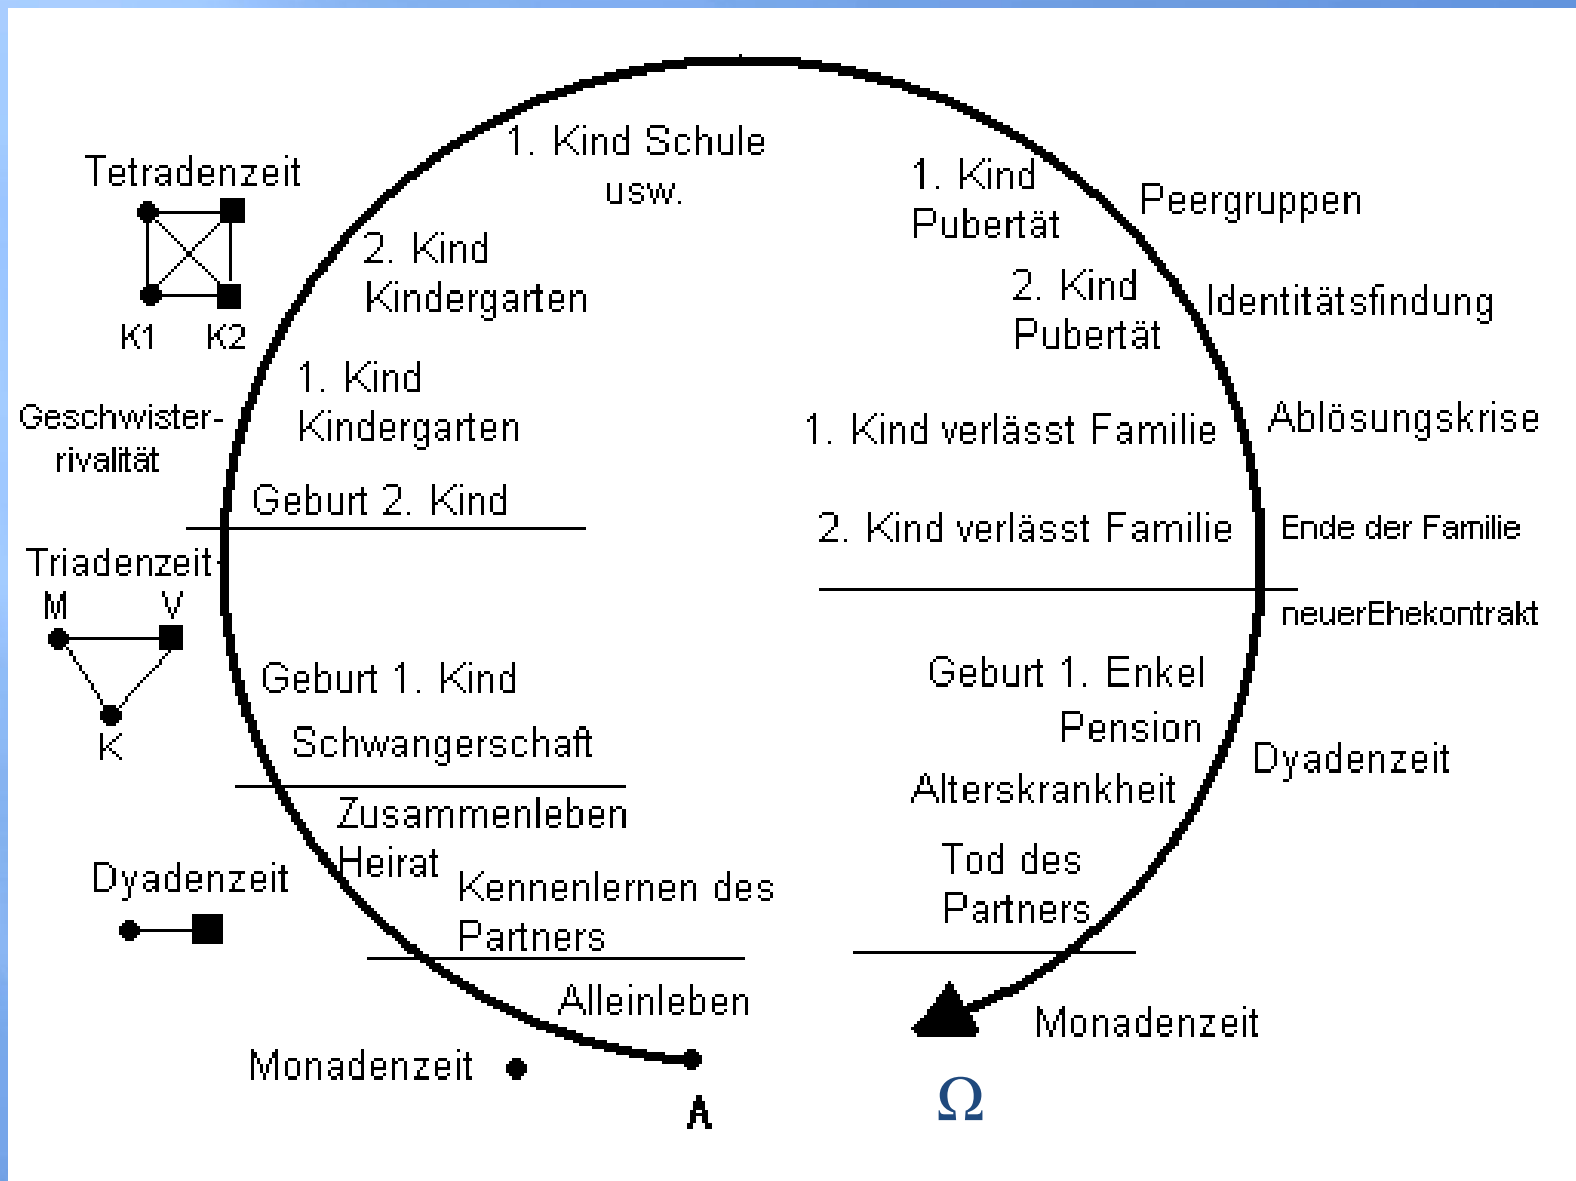 1. Kind Schule
usw.
Tetradenzeit
K1 K2
2. Kind
Kindergarten
1. Kind
Kindergarten
Geschwister-
rivalität
Geburt 2. Kind
Triadenzeit
M V
K
Geburt 1. Kind
Schwangerschaft
Zusammenleben
Heirat
Dyadenzeit
Kennenlernen des
Partners
Alleinleben
Monadenzeit
A
1. Kind
Pubertät
Peergruppen
2. Kind
Pubertät
Identitätsfindung
1. Kind verlässt Familie
Ablösungskrise
2. Kind verlässt Familie
Ende der Familie
neuerEhekontrakt
Geburt 1. Enkel
Pension
Dyadenzeit
Alterskrankheit
Tod des
Partners
Monadenzeit
Ω